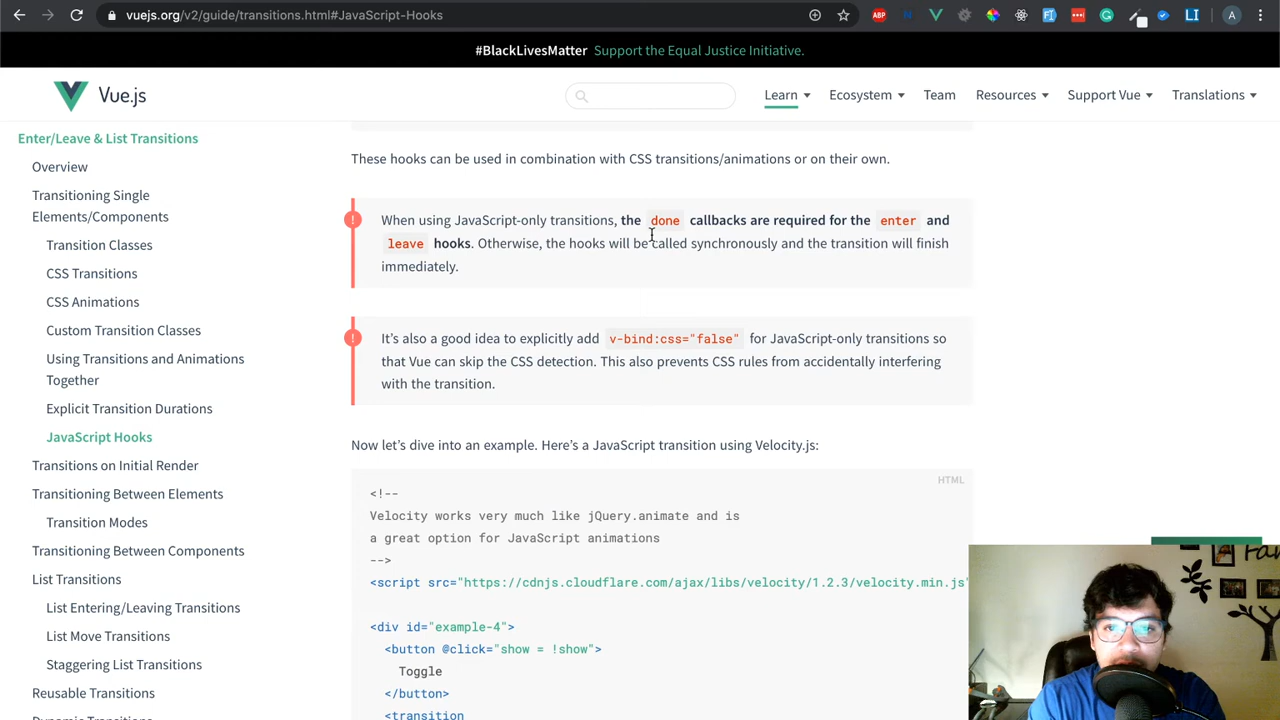 vuejs.org/v2/guide/transitions.html#JavaScript-Hooks
ABP
LI
A
#BlackLivesMatter Support the Equal Justice Initiative.
Vue.js
Learn
Ecosystem
Team
Resources
Support Vue
Translations
Enter/Leave & List Transitions
Overview
Transitioning Single
Elements/Components
Transition Classes
CSS Transitions
CSS Animations
Custom Transition Classes
Using Transitions and Animations
Together
Explicit Transition Durations
JavaScript Hooks
Transitions on Initial Render
Transitioning Between Elements
Transition Modes
Transitioning Between Components
List Transitions
List Entering/Leaving Transitions
List Move Transitions
Staggering List Transitions
Reusable Transitions
Dynamic Transitions
These hooks can be used in combination with CSS transitions/animations or on their own.
!
When using JavaScript-only transitions, the done callbacks are required for the enter and
leave hooks. Otherwise, the hooks will be called synchronously and the transition will finish
immediately.
!
It's also a good idea to explicitly add v-bind:css="false" for JavaScript-only transitions so
that Vue can skip the CSS detection. This also prevents CSS rules from accidentally interfering
with the transition.
Now let's dive into an example. Here's a JavaScript transition using Velocity.js:
HTML
<!--
Velocity works very much like jQuery.animate and is
a great option for JavaScript animations
-->
<script src="https://cdnjs.cloudflare.com/ajax/libs/velocity/1.2.3/velocity.min.js"
<div id="example-4">
<button @click="show = !show">
Toggle
</button>
<transition